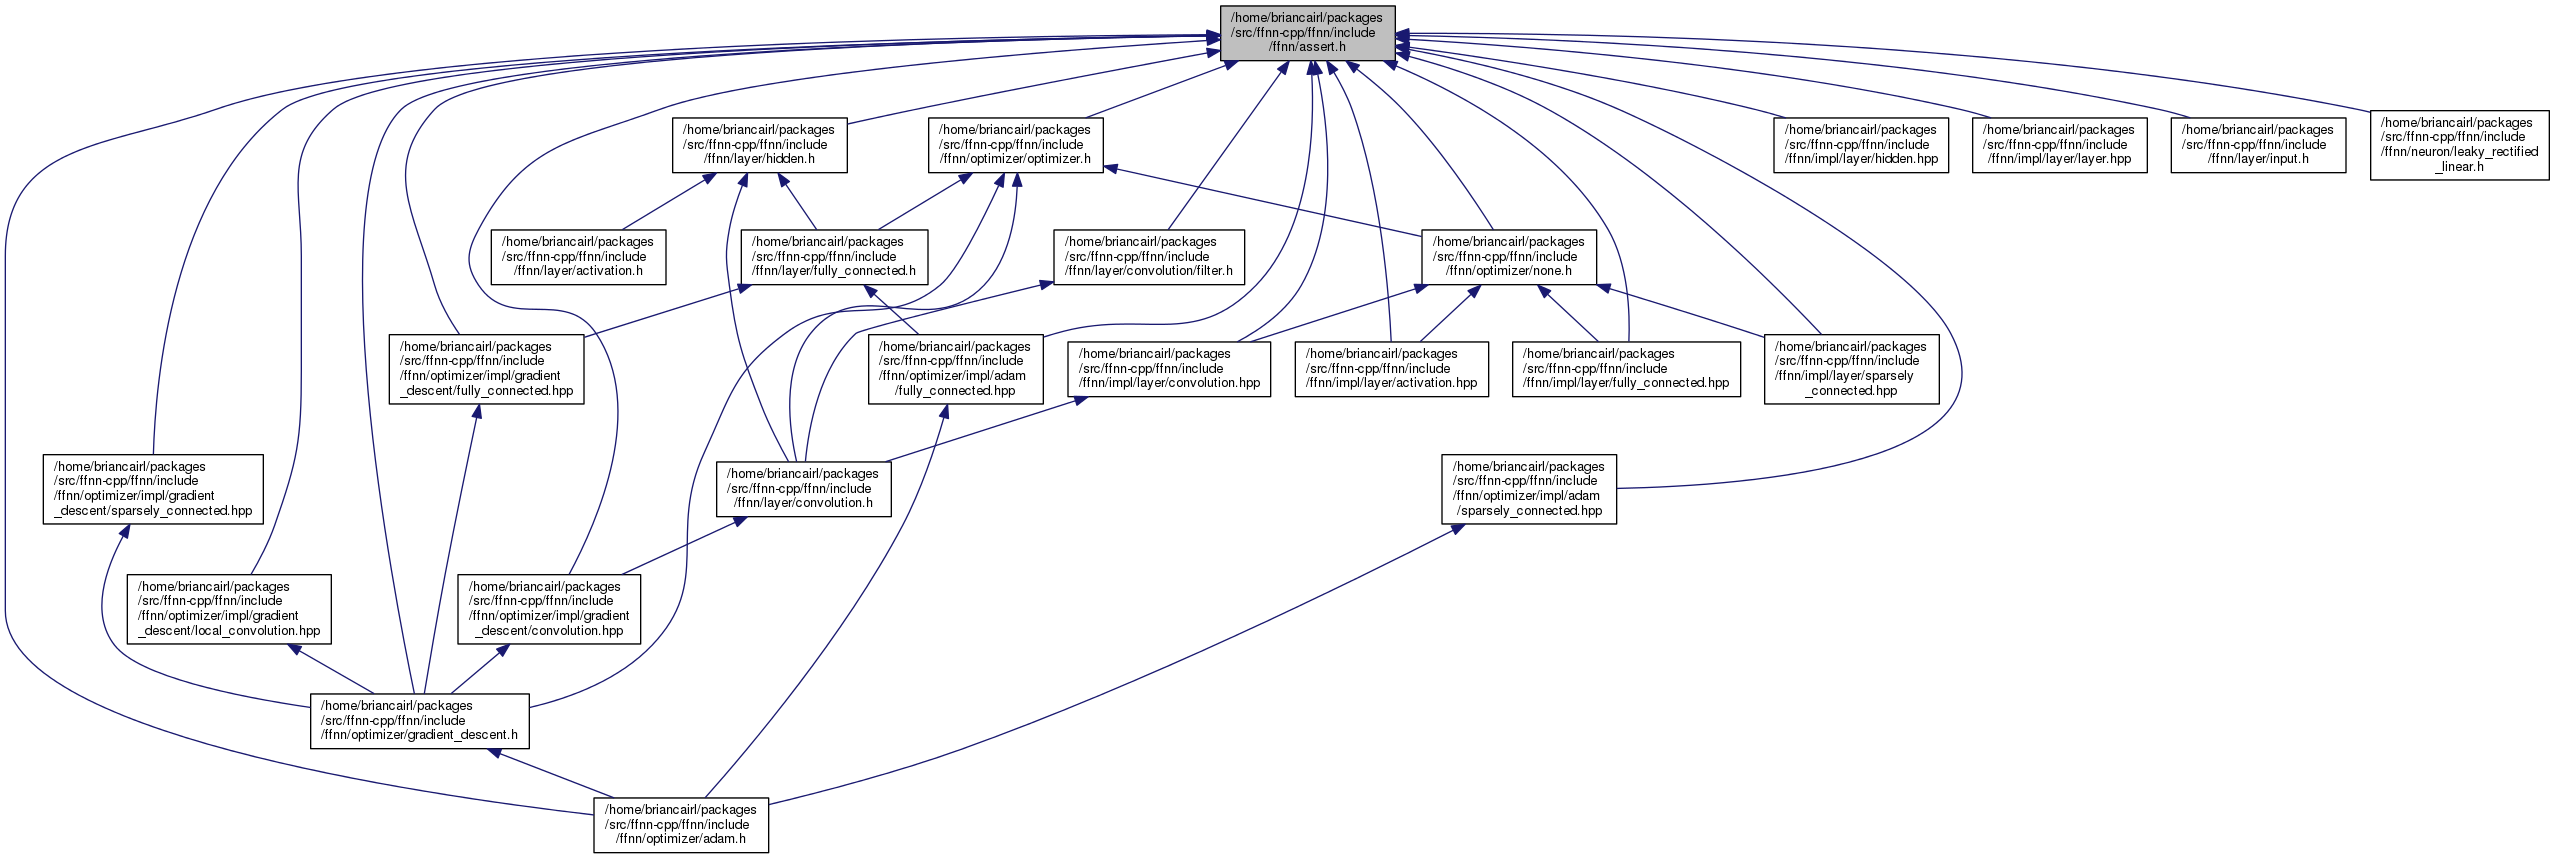 /home/briancairl/packages
/src/ffnn-cpp/ffnn/include
/ffnn/assert.h
/home/briancairl/packages
/src/ffnn-cpp/ffnn/include
/ffnn/layer/hidden.h
/home/briancairl/packages
/src/ffnn-cpp/ffnn/include
/ffnn/optimizer/optimizer.h
/home/briancairl/packages
/src/ffnn-cpp/ffnn/include
/ffnn/impl/layer/hidden.hpp
/home/briancairl/packages
/src/ffnn-cpp/ffnn/include
/ffnn/impl/layer/layer.hpp
/home/briancairl/packages
/src/ffnn-cpp/ffnn/include
/ffnn/layer/input.h
/home/briancairl/packages
/src/ffnn-cpp/ffnn/include
/ffnn/neuron/leaky_rectified
_linear.h
/home/briancairl/packages
/src/ffnn-cpp/ffnn/include
/ffnn/layer/activation.h
/home/briancairl/packages
/src/ffnn-cpp/ffnn/include
/ffnn/layer/fully_connected.h
/home/briancairl/packages
/src/ffnn-cpp/ffnn/include
/ffnn/layer/convolution/filter.h
/home/briancairl/packages
/src/ffnn-cpp/ffnn/include
/ffnn/optimizer/none.h
/home/briancairl/packages
/src/ffnn-cpp/ffnn/include
/ffnn/optimizer/impl/gradient
_descent/fully_connected.hpp
/home/briancairl/packages
/src/ffnn-cpp/ffnn/include
/ffnn/optimizer/impl/adam
/fully_connected.hpp
/home/briancairl/packages
/src/ffnn-cpp/ffnn/include
/ffnn/impl/layer/convolution.hpp
/home/briancairl/packages
/src/ffnn-cpp/ffnn/include
/ffnn/impl/layer/activation.hpp
/home/briancairl/packages
/src/ffnn-cpp/ffnn/include
/ffnn/impl/layer/fully_connected.hpp
/home/briancairl/packages
/src/ffnn-cpp/ffnn/include
/ffnn/impl/layer/sparsely
_connected.hpp
/home/briancairl/packages
/src/ffnn-cpp/ffnn/include
/ffnn/optimizer/impl/gradient
_descent/sparsely_connected.hpp
/home/briancairl/packages
/src/ffnn-cpp/ffnn/include
/ffnn/layer/convolution.h
/home/briancairl/packages
/src/ffnn-cpp/ffnn/include
/ffnn/optimizer/impl/adam
/sparsely_connected.hpp
/home/briancairl/packages
/src/ffnn-cpp/ffnn/include
/ffnn/optimizer/impl/gradient
_descent/local_convolution.hpp
/home/briancairl/packages
/src/ffnn-cpp/ffnn/include
/ffnn/optimizer/impl/gradient
_descent/convolution.hpp
/home/briancairl/packages
/src/ffnn-cpp/ffnn/include
/ffnn/optimizer/gradient_descent.h
/home/briancairl/packages
/src/ffnn-cpp/ffnn/include
/ffnn/optimizer/adam.h